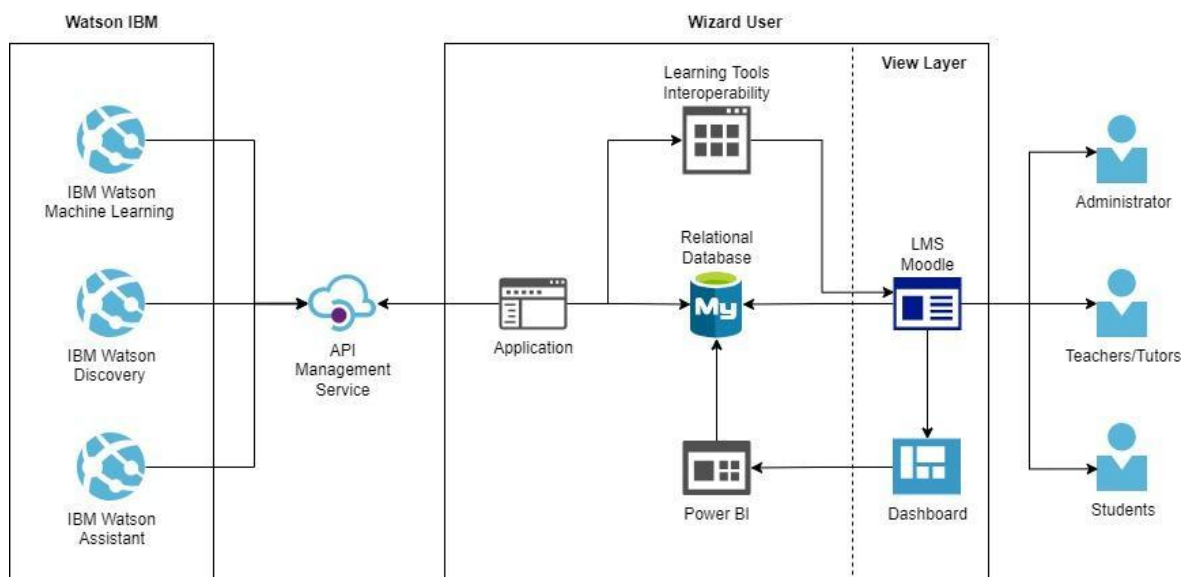 Watson IBM
Wizard User
View Layer
Learning Tools
Interoperability
IBM Watson
Machine Learning
Administrator
Relational
Database
LMS
Moodle
My
IBM Watson
Discovery
API
Management
Service
Application
Teachers/Tutors
IBM Watson
Assistant
Power BI
Dashboard
Students